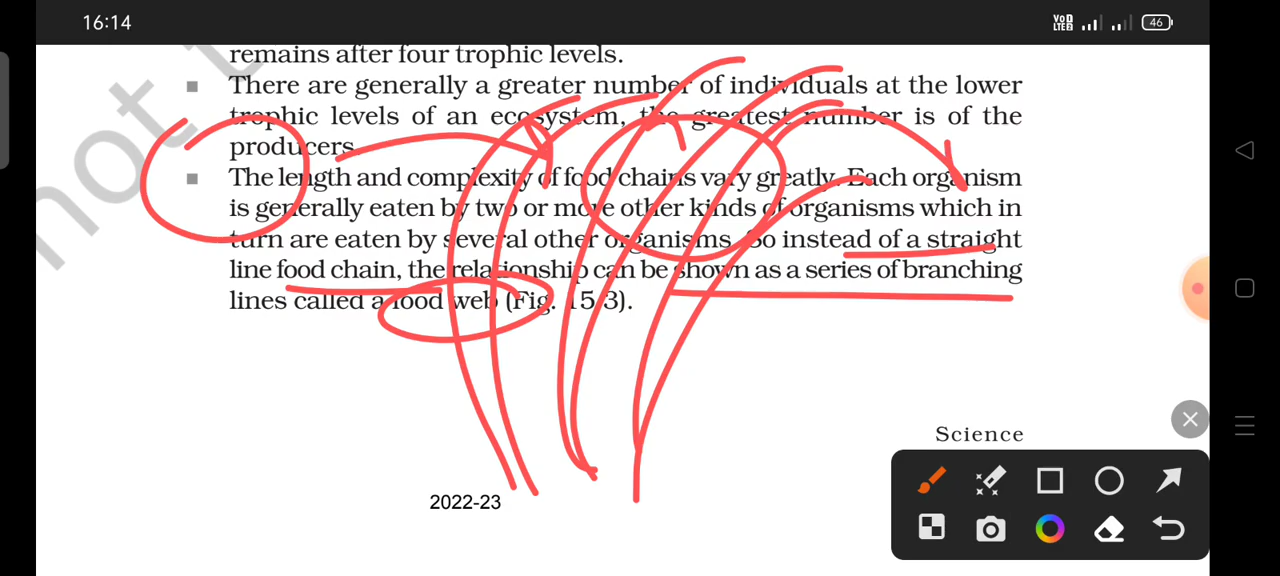 16:14
Vo) LTE2 46
remains after four trophic levels.
■ There are generally a greater number of individuals at the lower
trophic levels of an ecosystem, the greatest number is of the
producers.
■ The length and complexity of food chains vary greatly. Each organism
is generally eaten by two or more other kinds of organisms which in
turn are eaten by several other organisms. So instead of a straight
line food chain, the relationship can be shown as a series of branching
lines called a food web (Fig. 15.3).
not
Science
2022-23